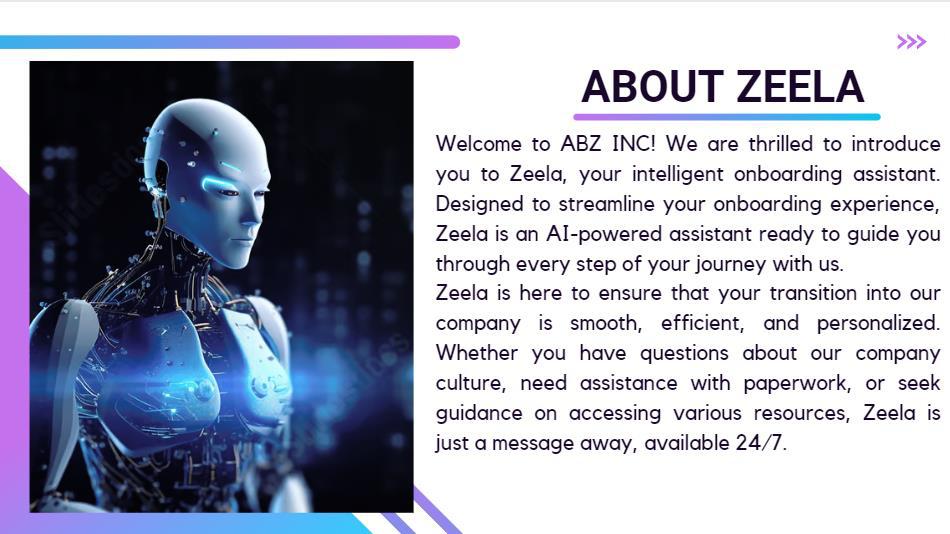 ABOUT ZEELA
Welcome to ABZ INC! We are thrilled to introduce
you to Zeela, your intelligent onboarding assistant.
Designed to streamline your onboarding experience,
Zeela is an AI-powered assistant ready to guide you
through every step of your journey with us.
Zeela is here to ensure that your transition into our
company is smooth, efficient, and personalized.
Whether you have questions about our company
culture, need assistance with paperwork, or seek
guidance on accessing various resources, Zeela is
just a message away, available 24/7.